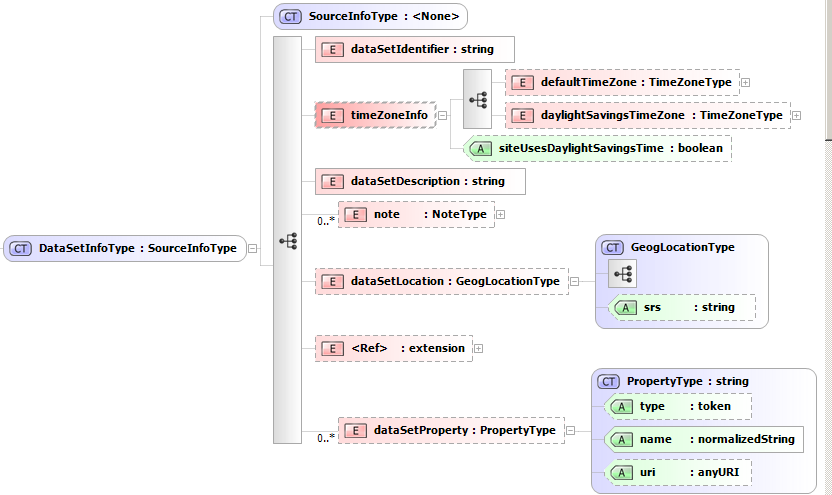 CT SourceInfoType : <None>
E dataSetIdentifier : string
E defaultTimeZone : TimeZoneType
E timeZoneInfo
E daylightSavingsTimeZone : TimeZoneType
A siteUsesDaylightSavingsTime : boolean
E dataSetDescription : string
0..* E note : NoteType
CT DataSetInfoType : SourceInfoType
CT GeogLocationType
E dataSetLocation : GeogLocationType
A srs : string
E <Ref> : extension
CT PropertyType : string
A type : token
0..* E dataSetProperty : PropertyType
A name : normalizedString
A uri : anyURI